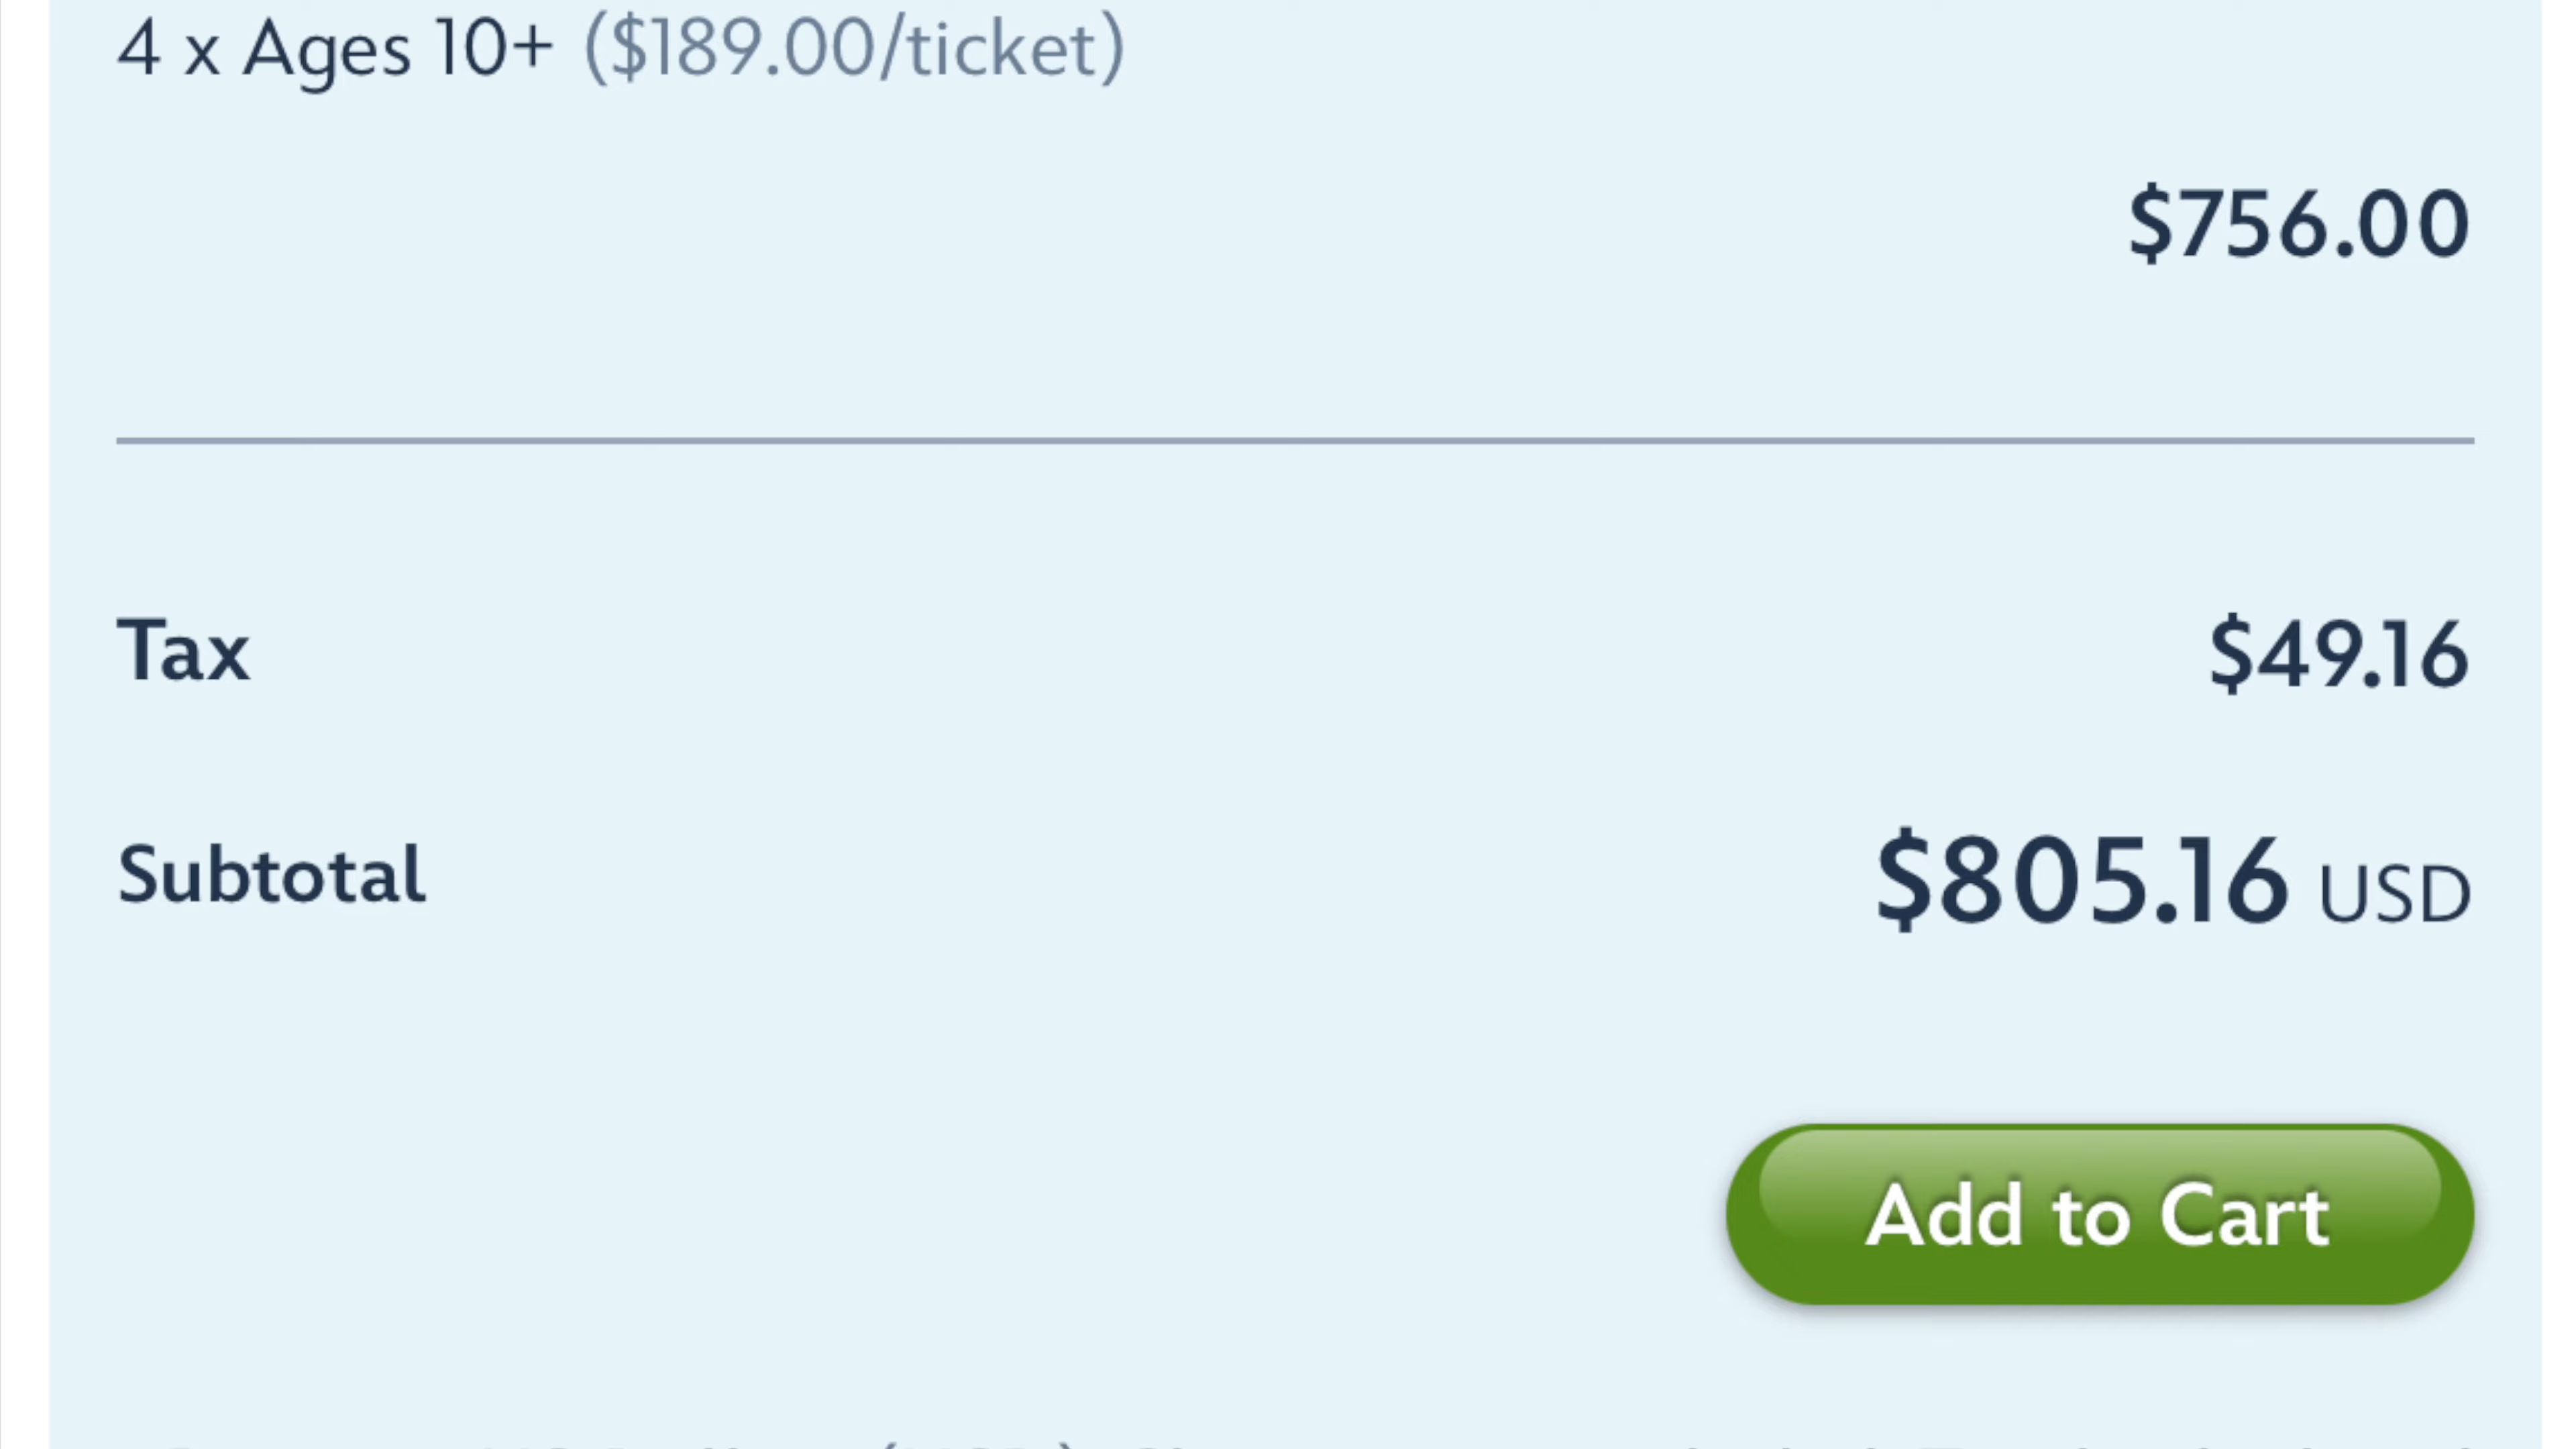 4 x Ages 10+ ($189.00/ticket)
$756.00
Tax $49.16
Subtotal $805.16 USD
Add to Cart